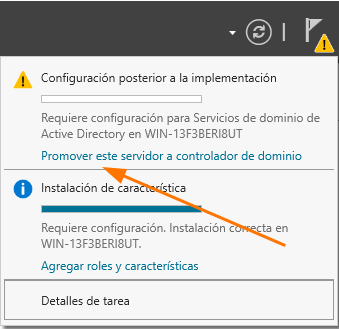 Configuración posterior a la implementación
Requiere configuración para Servicios de dominio de
Active Directory en WIN-13F3BERI8UT
Promover este servidor a controlador de dominio
Instalación de característica
Requiere configuración. Instalación correcta en
WIN-13F3BERI8UT.
Agregar roles y características
Detalles de tarea